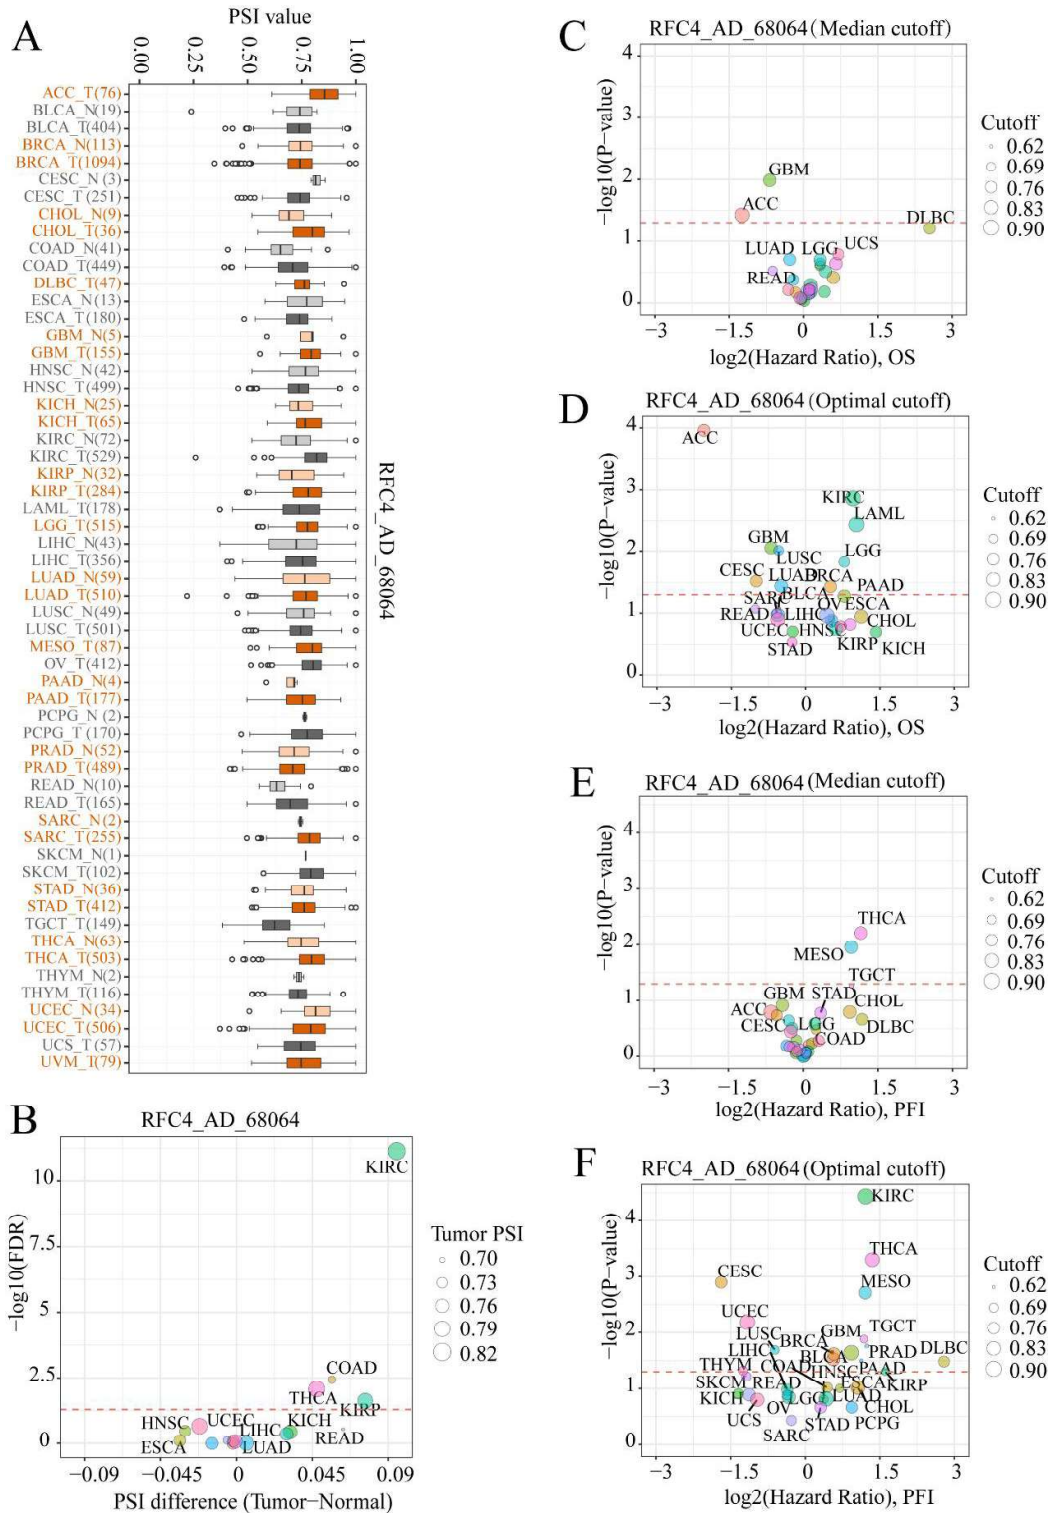 A
PSI value
0.00
0.25
0.50
0.75
1.00
ACC_T(76)
BLCA_N(19)
BLCA_T(404)
BRCA_N(113)
BRCA_T(1094)
CESC_N (3)
CESC_T(251)
CHOL_N(9)
CHOL_T(36)
COAD_N(41)
COAD_T(449)
DLBC_T(47)
ESCA_N(13)
ESCA_T(180)
GBM_N(5)
GBM_T(155)
HNSC_N(42)
HNSC_T(499)
KICH_N(25)
KICH_T(65)
KIRC_N(72)
KIRC_T(529)
KIRP_N(32)
KIRP_T(284)
LAML_T(178)
LGG_T(515)
LIHC_N(43)
LIHC_T(356)
LUAD_N(59)
LUAD_T(510)
LUSC_N(49)
LUSC_T(501)
MESO_T(87)
OV_T(412)
PAAD_N(4)
PAAD_T(177)
PCPG_N (2)
PCPG_T (170)
PRAD_N(52)
PRAD_T(489)
READ_N(10)
READ_T(165)
SARC_N(2)
SARC_T(255)
SKCM_N(1)
SKCM_T(102)
STAD_N(36)
STAD_T(412)
TGCT_T(149)
THCA_N(63)
THCA_T(503)
THYM_N(2)
THYM_T(116)
UCEC_N(34)
UCEC_T(506)
UCS_T(57)
UVM_T(79)
RFC4_AD_68064
B
RFC4_AD_68064
−log10(FDR)
10
7.5
5
2.5
0
KIRC
COAD
THCA
KIRP
HNSC
UCEC
KICH
LIHC
READ
ESCA
LUAD
−0.09
−0.045
0
0.045
0.09
PSI difference (Tumor−Normal)
Tumor PSI
0.70
0.73
0.76
0.79
0.82
C
RFC4_AD_68064 (Median cutoff)
−log10(P−value)
4
3
2
1
0
GBM
ACC
DLBC
UCS
LUAD
LGG
READ
−3
−1.5
0
1.5
3
log2(Hazard Ratio), OS
Cutoff
0.62
0.69
0.76
0.83
0.90
D
RFC4_AD_68064 (Optimal cutoff)
−log10(P−value)
4
3
2
1
0
ACC
KIRC
LAML
GBM
LUSC
LGG
CESC
LUAD
BRCA
PAAD
SARC
BLCA
READ
LIHC
OV
ESCA
CHOL
UCEC
HNSC
KIRP
KICH
STAD
−3
−1.5
0
1.5
3
log2(Hazard Ratio), OS
Cutoff
0.62
0.69
0.76
0.83
0.90
E
RFC4_AD_68064 (Median cutoff)
−log10(P−value)
4
3
2
1
0
THCA
MESO
TGCT
GBM
STAD
CHOL
ACC
DLBC
CESC
LGG
COAD
−3
−1.5
0
1.5
3
log2(Hazard Ratio), PFI
Cutoff
0.62
0.69
0.76
0.83
0.90
F
RFC4_AD_68064 (Optimal cutoff)
−log10(P−value)
4
3
2
1
0
KIRC
THCA
CESC
MESO
UCEC
LUSC
BRCA
GBM
TGCT
LIHC
BLCA
PRAD
DLBC
THYM
COAD
HNSC
PAAD
SKCM
READ
ESCA
KIRP
KICH
LGG
LUAD
CHOL
UCS
OV
STAD
PCPG
SARC
−3
−1.5
0
1.5
3
log2(Hazard Ratio), PFI
Cutoff
0.62
0.69
0.76
0.83
0.90